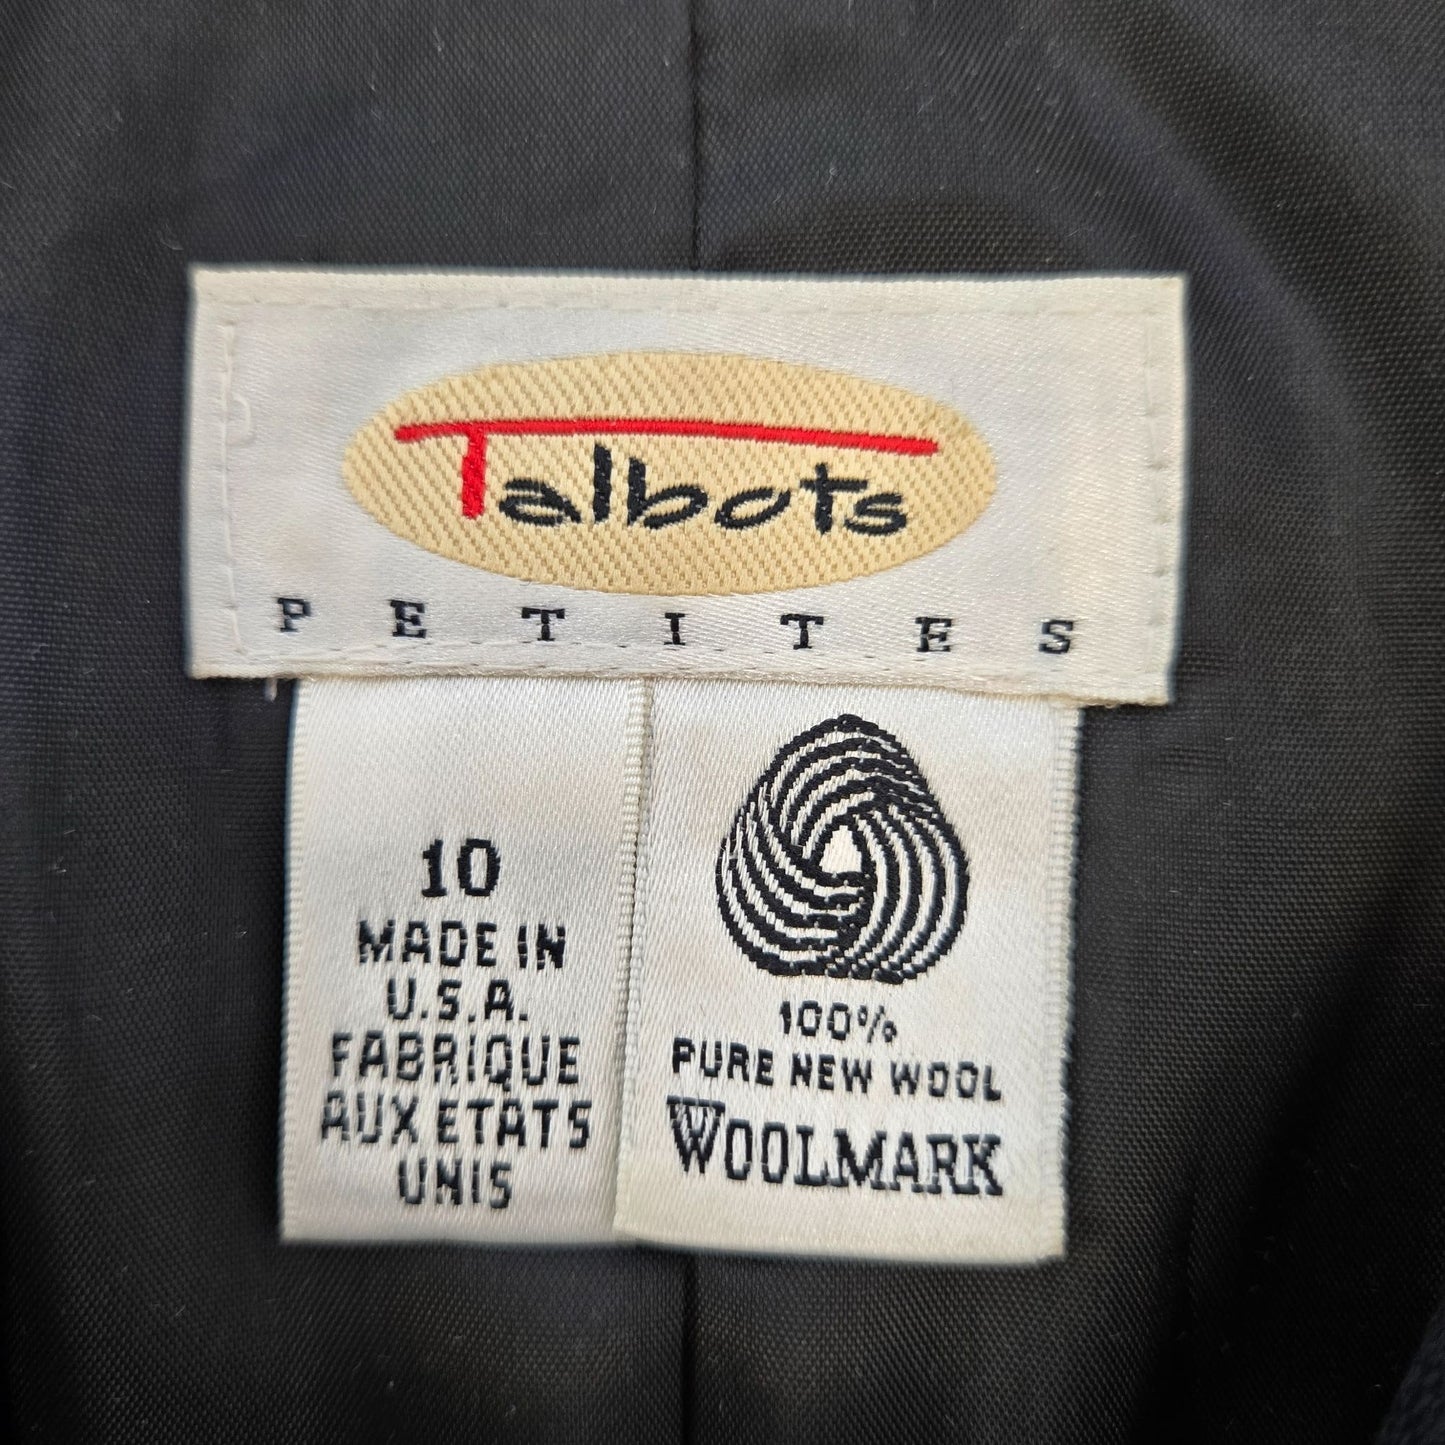 Talbots
PETITES
10
MADE IN
U.S.A.
FABRIQUE
AUX ETATS
UNIS
100%
PURE NEW WOOL
WOOLMARK